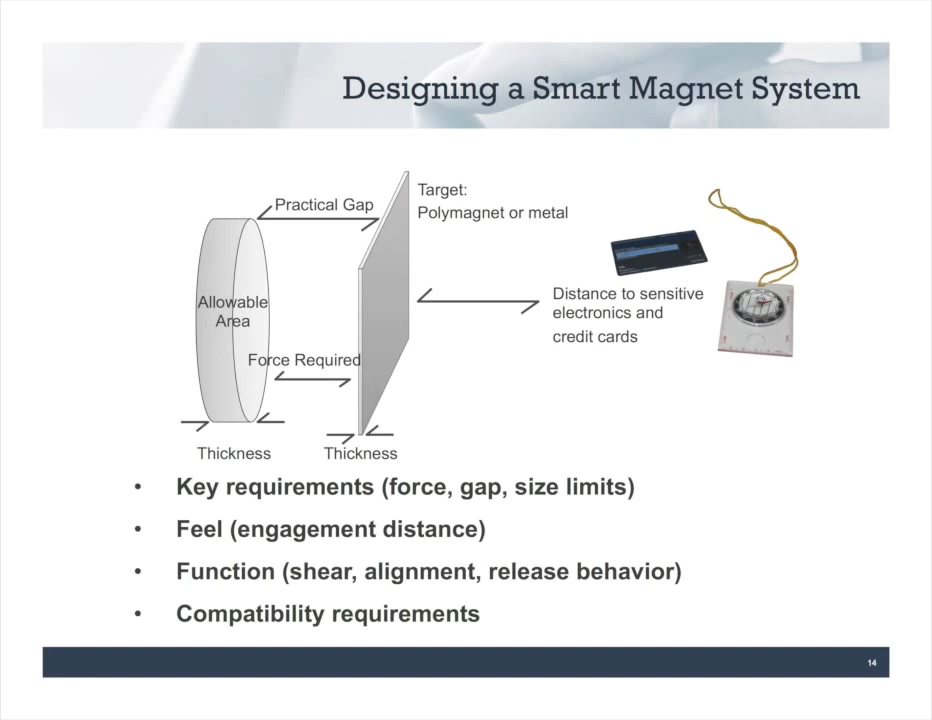 Designing a Smart Magnet System
Practical Gap
Target:
Polymagnet or metal
Allowable
Area
Distance to sensitive
electronics and
credit cards
Force Required
Thickness
Thickness
• Key requirements (force, gap, size limits)
• Feel (engagement distance)
• Function (shear, alignment, release behavior)
• Compatibility requirements
14